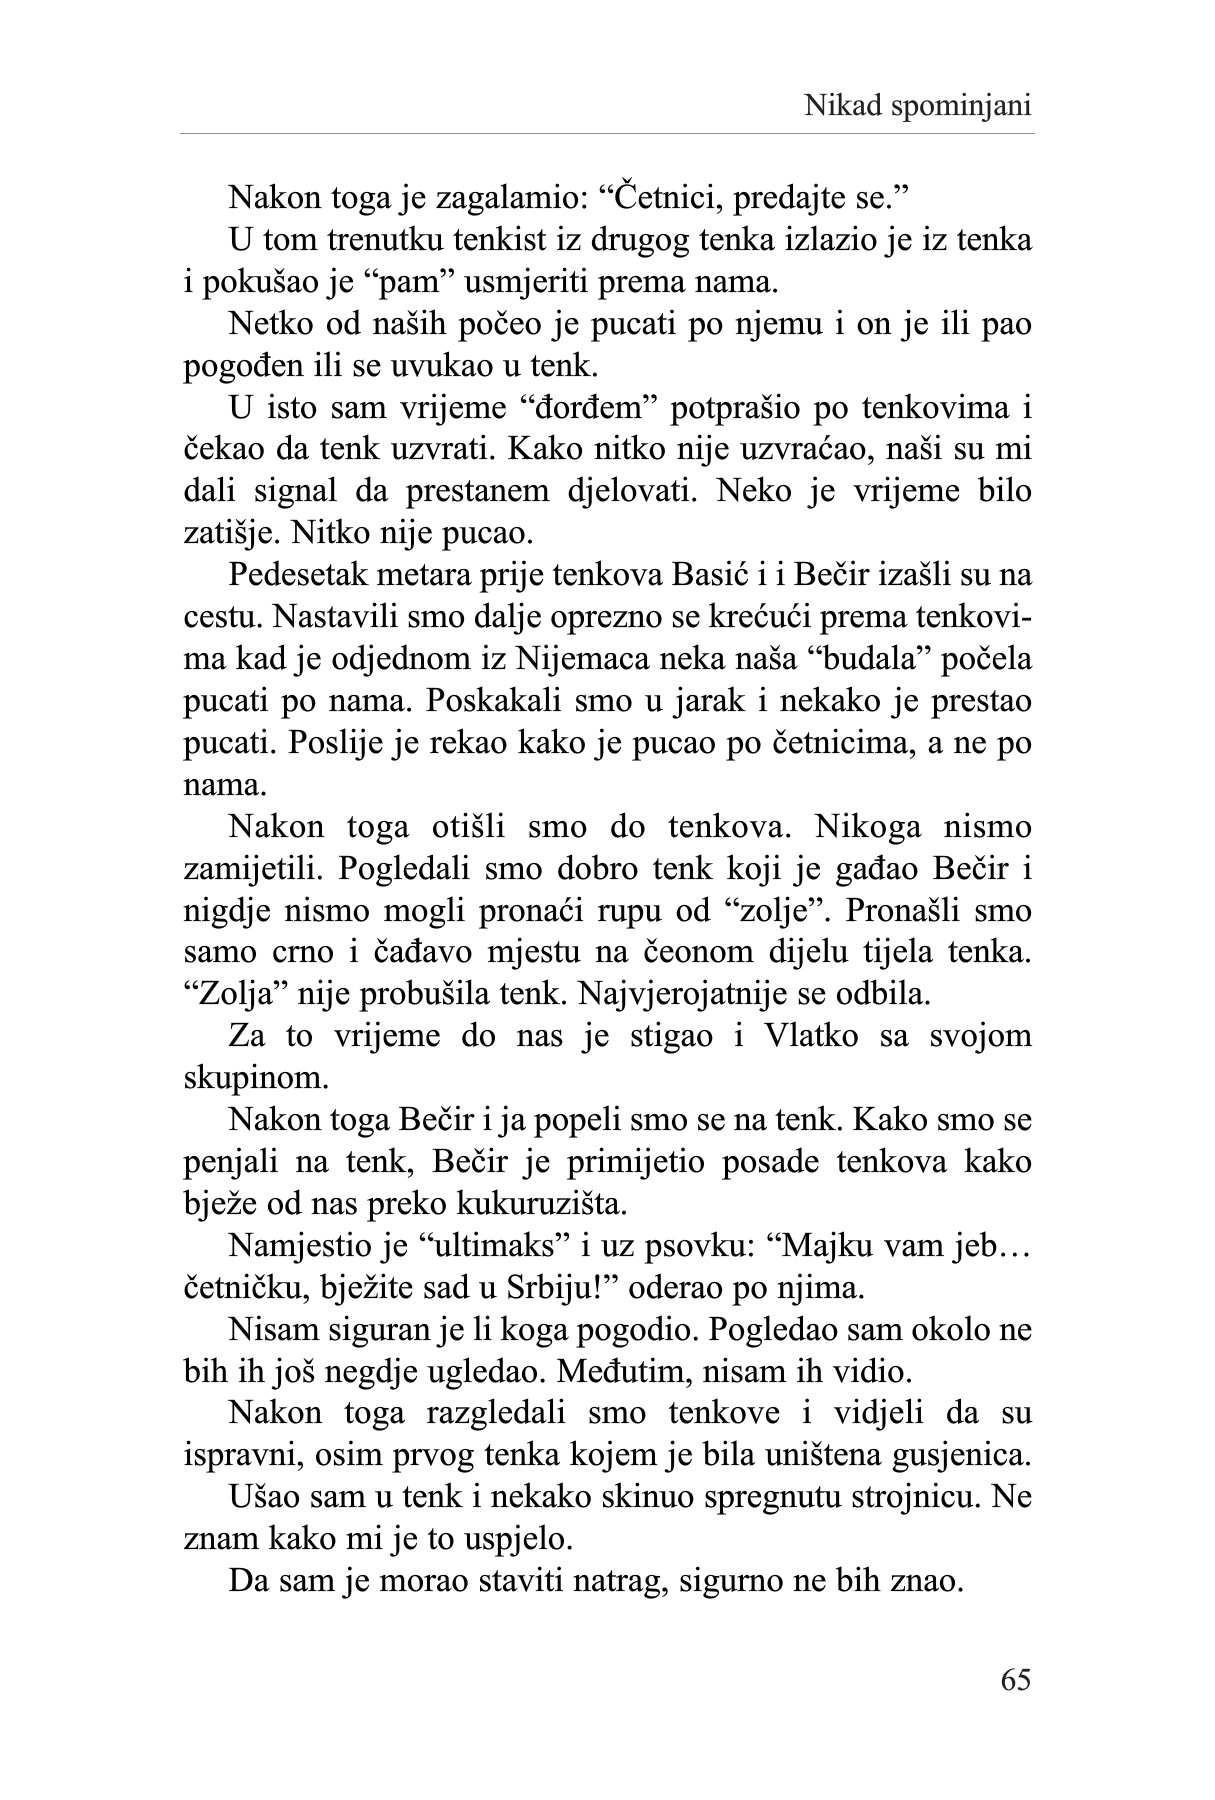 Nikad spominjani
Nakon toga je zagalamio: “Četnici, predajte se.”
U tom trenutku tenkist iz drugog tenka izlazio je iz tenka
i pokušao je “pam” usmjeriti prema nama.
Netko od naših počeo je pucati po njemu i on je ili pao
pogođen ili se uvukao u tenk.
U isto sam vrijeme “đorđem” potprašio po tenkovima i
čekao da tenk uzvrati. Kako nitko nije uzvraćao, naši su mi
dali signal da prestanem djelovati. Neko je vrijeme bilo
zatišje. Nitko nije pucao.
Pedesetak metara prije tenkova Basić i i Bečir izašli su na
cestu. Nastavili smo dalje oprezno se krećući prema tenkovi-
ma kad je odjednom iz Nijemaca neka naša “budala” počela
pucati po nama. Poskakali smo u jarak i nekako je prestao
pucati. Poslije je rekao kako je pucao po četnicima, a ne po
nama.
Nakon toga otišli smo do tenkova. Nikoga nismo
zamijetili. Pogledali smo dobro tenk koji je gađao Bečir i
nigdje nismo mogli pronaći rupu od “zolje”. Pronašli smo
samo crno i čađavo mjestu na čeonom dijelu tijela tenka.
“Zolja” nije probušila tenk. Najvjerojatnije se odbila.
Za to vrijeme do nas je stigao i Vlatko sa svojom
skupinom.
Nakon toga Bečir i ja popeli smo se na tenk. Kako smo se
penjali na tenk, Bečir je primijetio posade tenkova kako
bježe od nas preko kukuruzišta.
Namjestio je “ultimaks” i uz psovku: “Majku vam jeb…
četničku, bježite sad u Srbiju!” oderao po njima.
Nisam siguran je li koga pogodio. Pogledao sam okolo ne
bih ih još negdje ugledao. Međutim, nisam ih vidio.
Nakon toga razgledali smo tenkove i vidjeli da su
ispravni, osim prvog tenka kojem je bila uništena gusjenica.
Ušao sam u tenk i nekako skinuo spregnutu strojnicu. Ne
znam kako mi je to uspjelo.
Da sam je morao staviti natrag, sigurno ne bih znao.
65